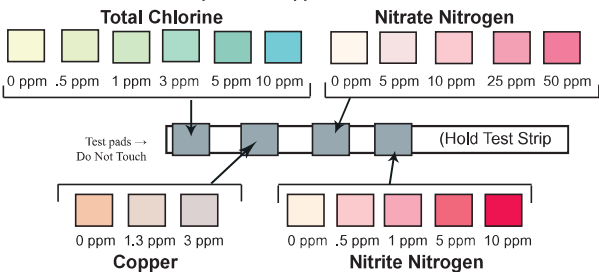 Total Chlorine
Nitrate Nitrogen
0 ppm .5 ppm 1 ppm 3 ppm 5 ppm 10 ppm
0 ppm 5 ppm 10 ppm 25 ppm 50 ppm
Test pads →
Do Not Touch
(Hold Test Strip
0 ppm 1.3 ppm 3 ppm
0 ppm .5 ppm 1 ppm 5 ppm 10 ppm
Copper
Nitrite Nitrogen